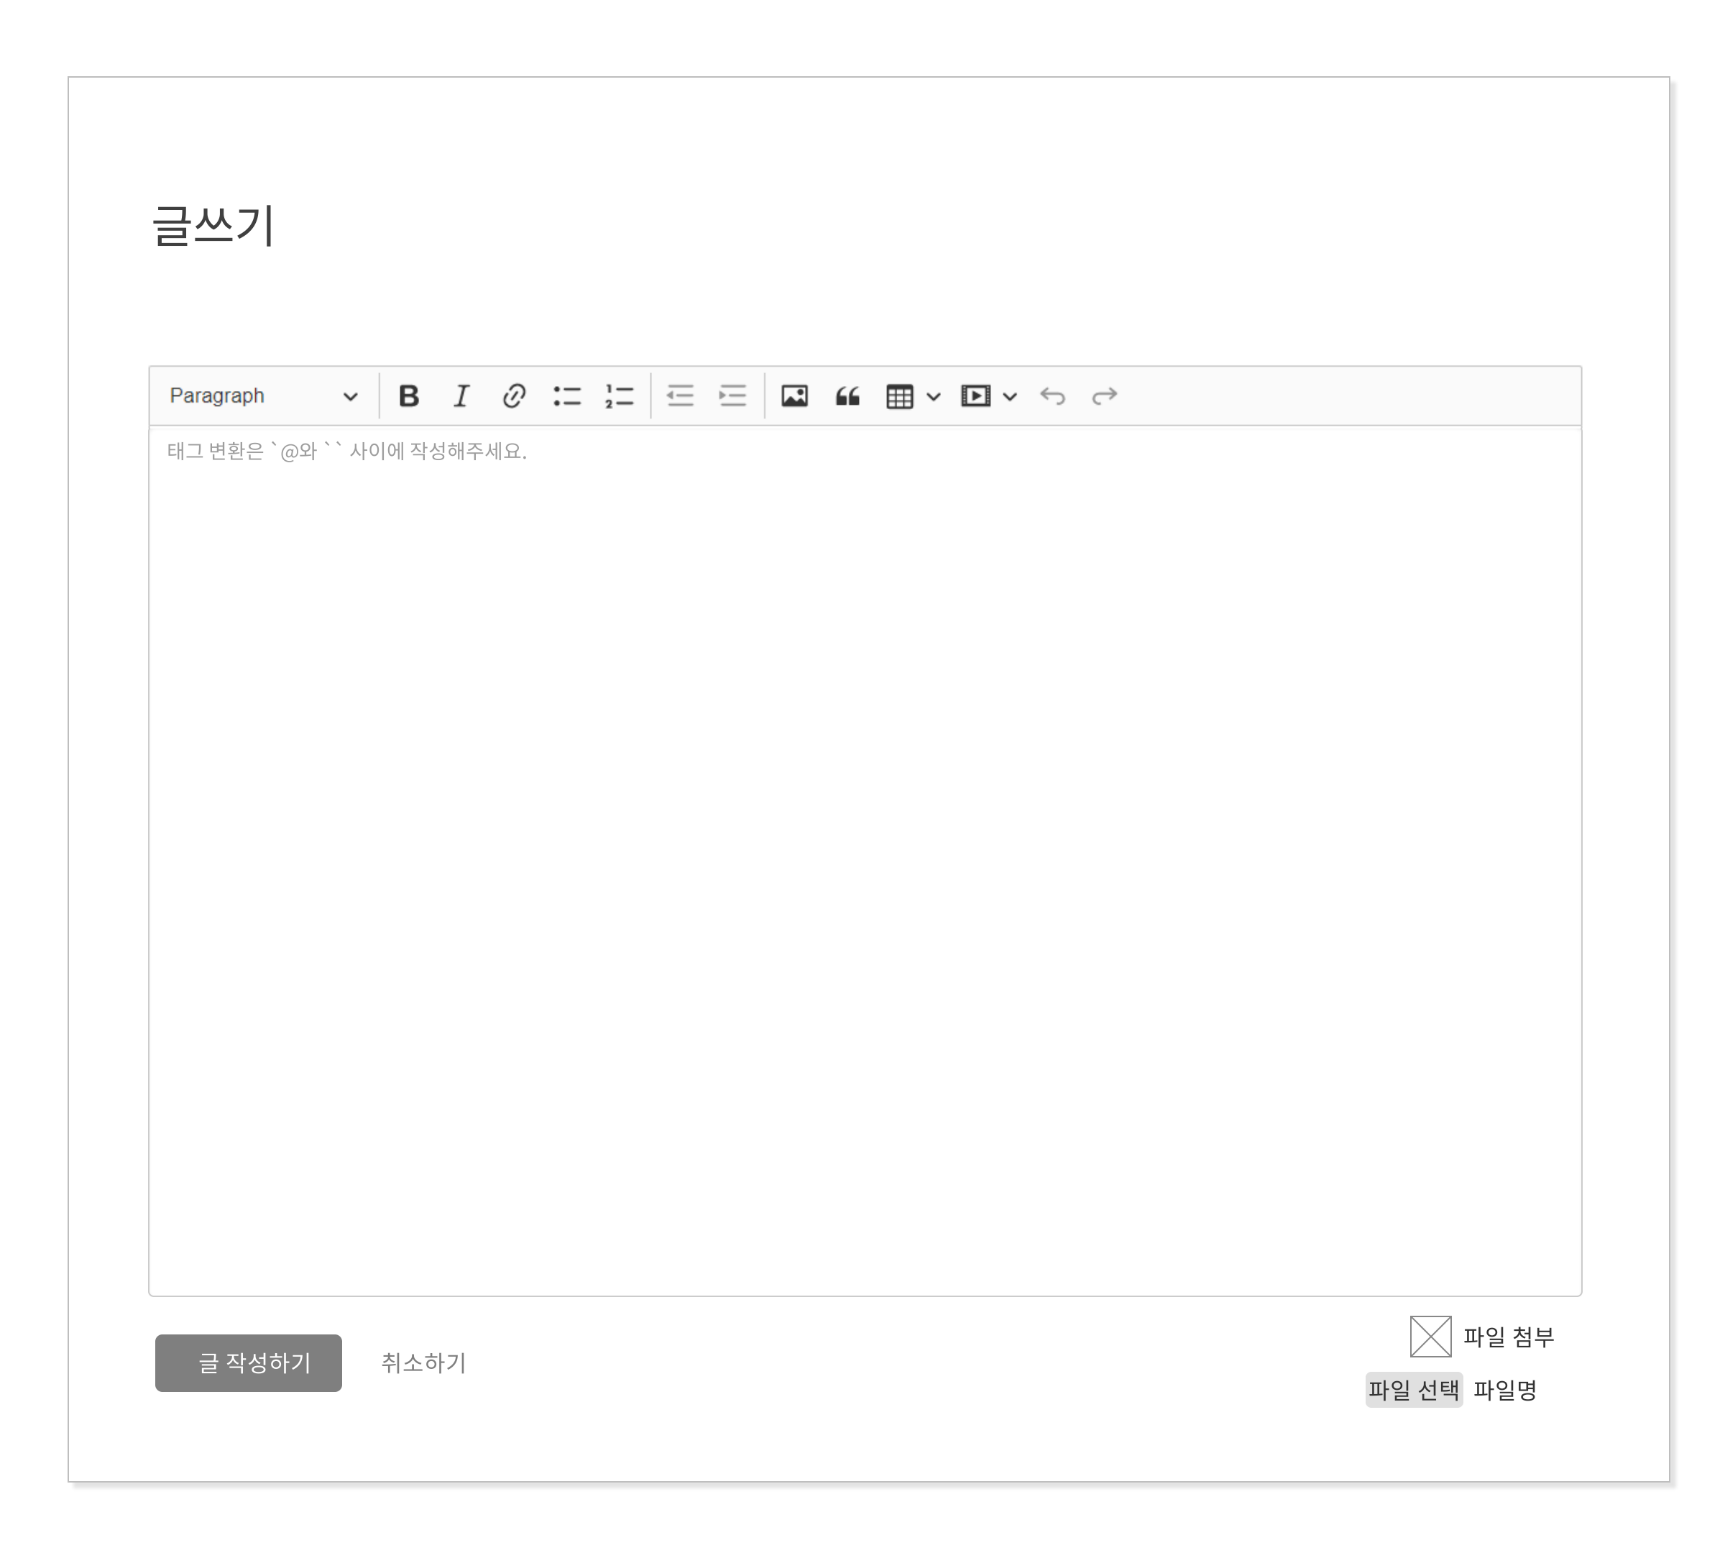 글쓰기
Paragraph
태그 변환은 `@와 `` 사이에 작성해주세요.
파일 첨부
글 작성하기 취소하기
파일 선택 파일명